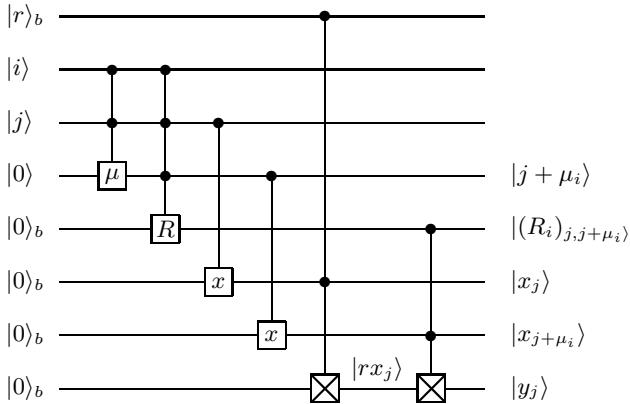 |r⟩_b
|i⟩
|j⟩
|0⟩ μ |j + μ_i⟩
|0⟩_b R |(R_i)_{j,j+μ_i⟩}
|0⟩_b x |x_j⟩
|0⟩_b x |x_{j+μ_i}⟩
|0⟩_b |rx_j⟩ |y_j⟩